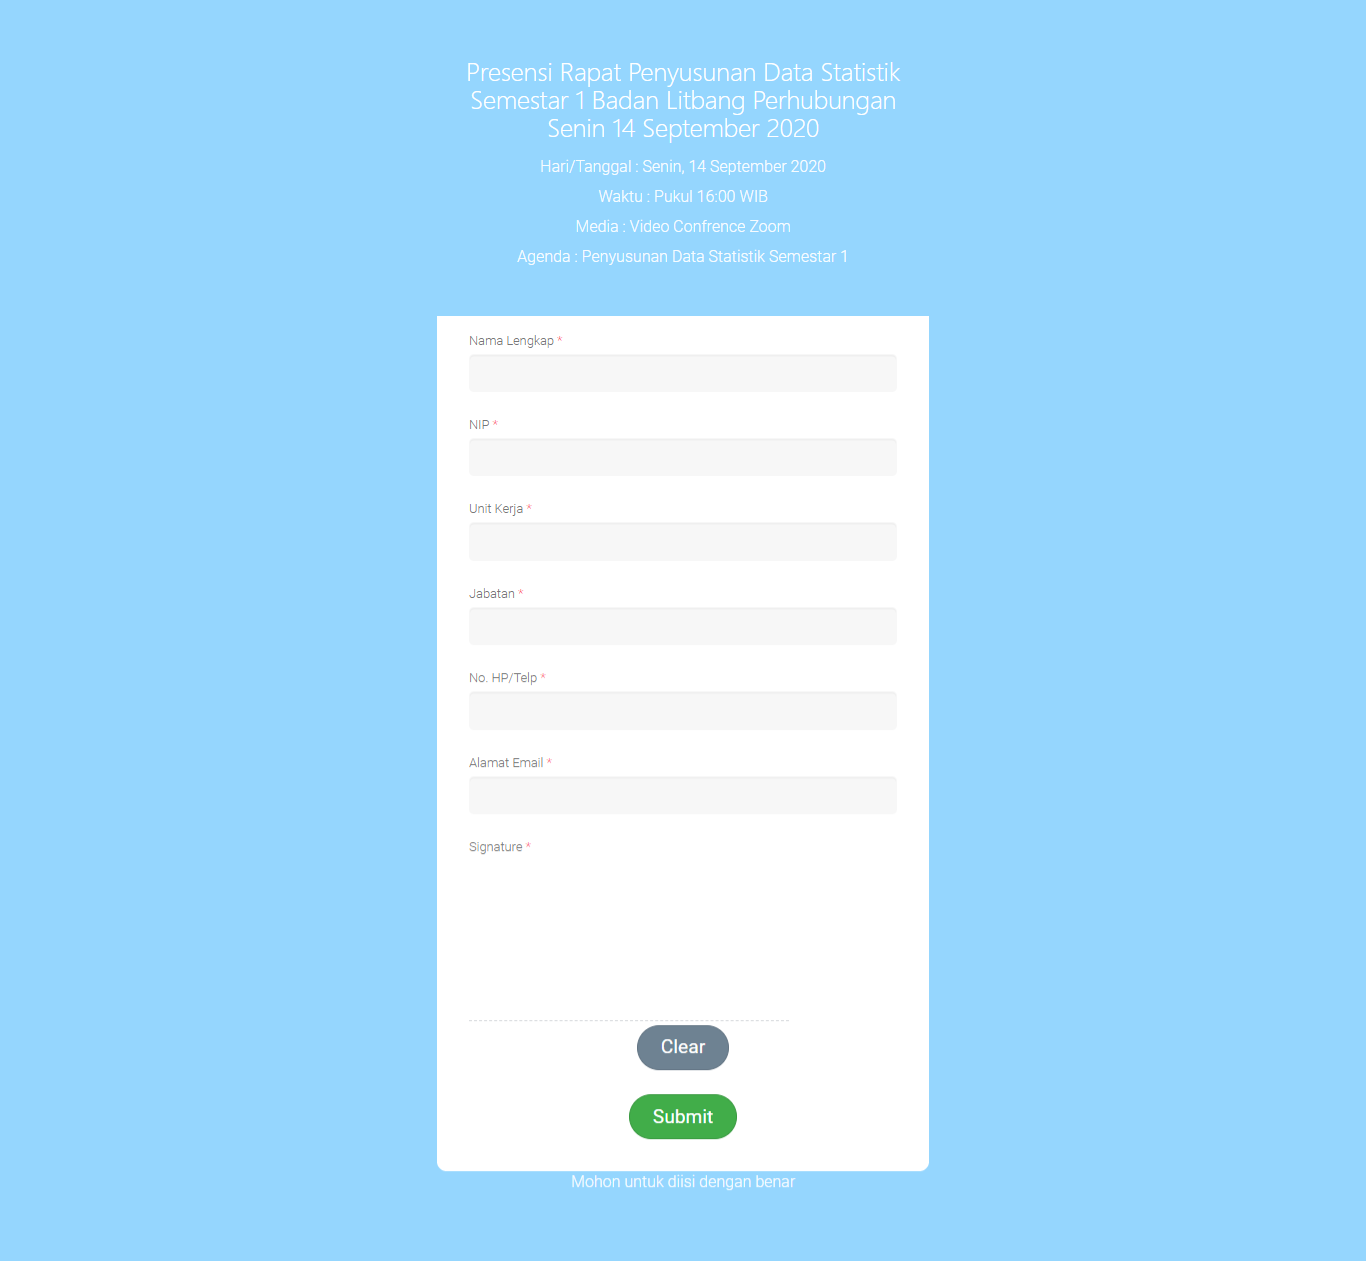 Presensi Rapat Penyusunan Data Statistik
Semestar 1 Badan Litbang Perhubungan
Senin 14 September 2020
Hari/Tanggal : Senin, 14 September 2020
Waktu : Pukul 16:00 WIB
Media : Video Confrence Zoom
Agenda : Penyusunan Data Statistik Semestar 1
Nama Lengkap *
NIP *
Unit Kerja *
Jabatan *
No. HP/Telp *
Alamat Email *
Signature *
Clear
Submit
Mohon untuk diisi dengan benar